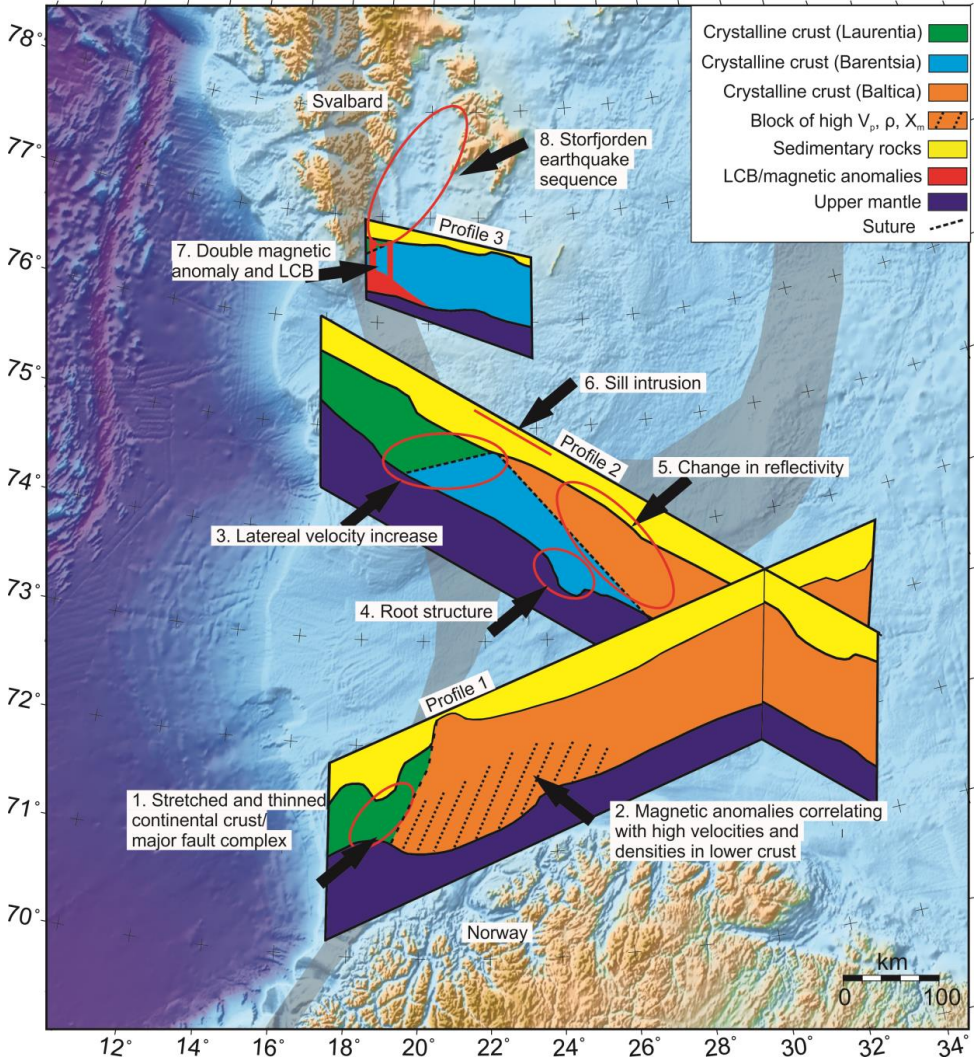 78°
77°
76°
75°
74°
73°
72°
71°
70°
Crystalline crust (Laurentia)
Crystalline crust (Barentsia)
Crystalline crust (Baltica)
Block of high Vp, ρ, Xm
Sedimentary rocks
LCB/magnetic anomalies
Upper mantle
Suture
Svalbard
8. Storfjorden
earthquake
sequence
Profile 3
7. Double magnetic
anomaly and LCB
6. Sill intrusion
Profile 2
5. Change in reflectivity
3. Latereal velocity increase
4. Root structure
Profile 1
1. Stretched and thinned
continental crust/
major fault complex
2. Magnetic anomalies correlating
with high velocities and
densities in lower crust
Norway
km
0 100
12° 14° 16° 18° 20° 22° 24° 26° 28° 30° 32° 34°